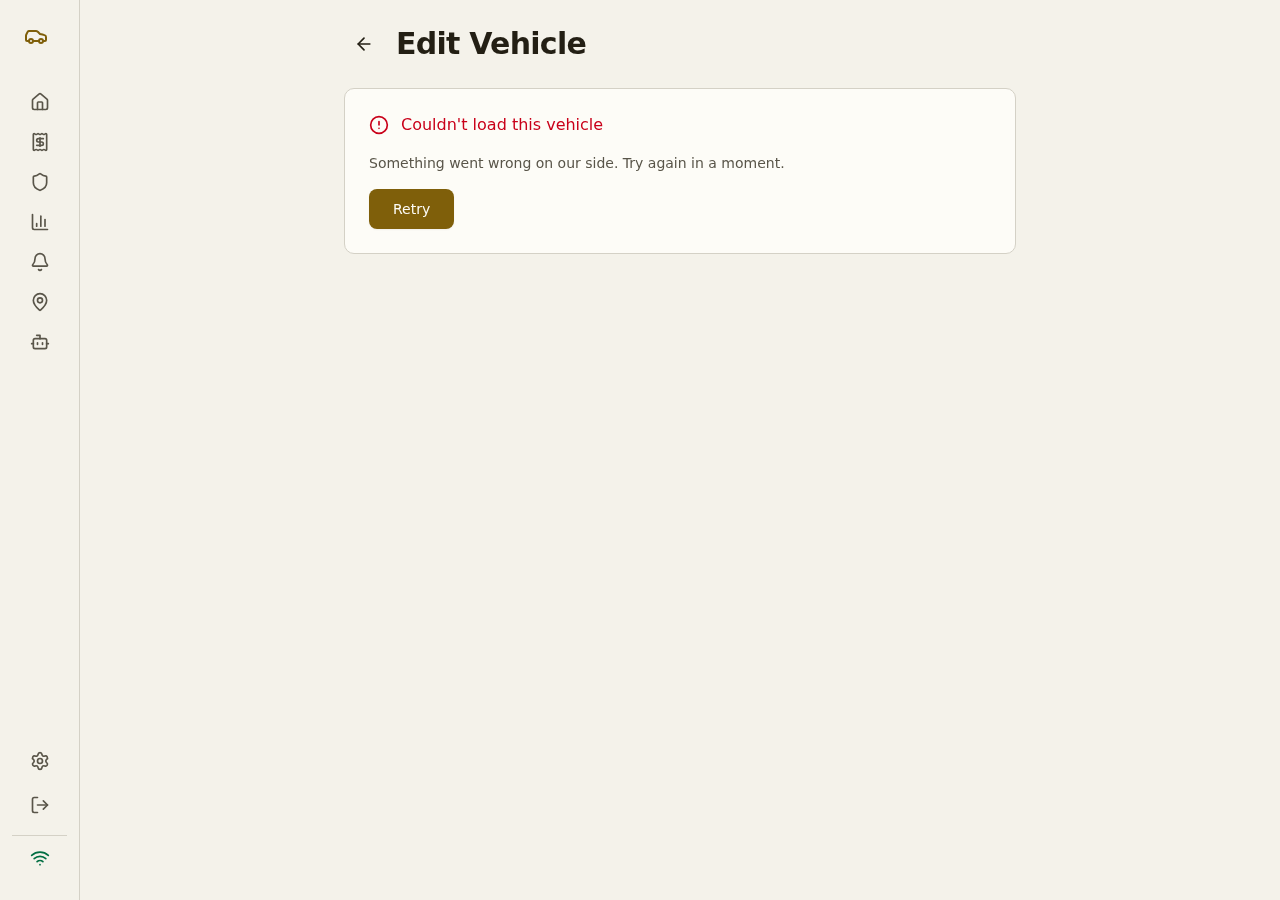 Edit Vehicle
Couldn't load this vehicle
Something went wrong on our side. Try again in a moment.
Retry